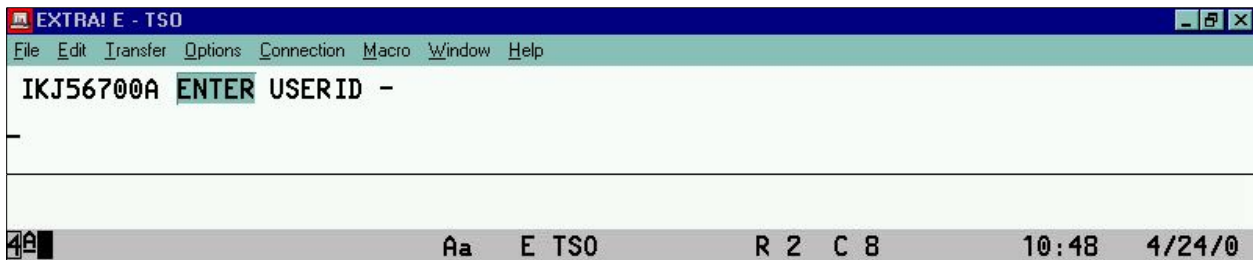 EXTRA! E - TSO
File Edit Transfer Options Connection Macro Window Help
IKJ56700A ENTER USERID -
4A Aa E TSO R 2 C 8 10:48 4/24/0